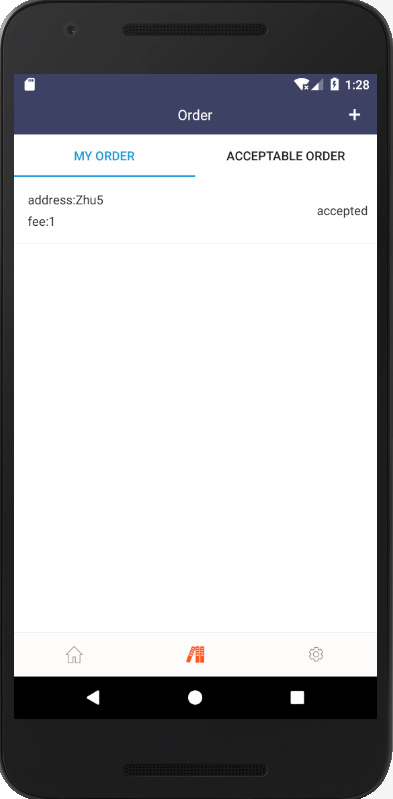 1:28
Order
+
MY ORDER
ACCEPTABLE ORDER
address:Zhu5
fee:1
accepted